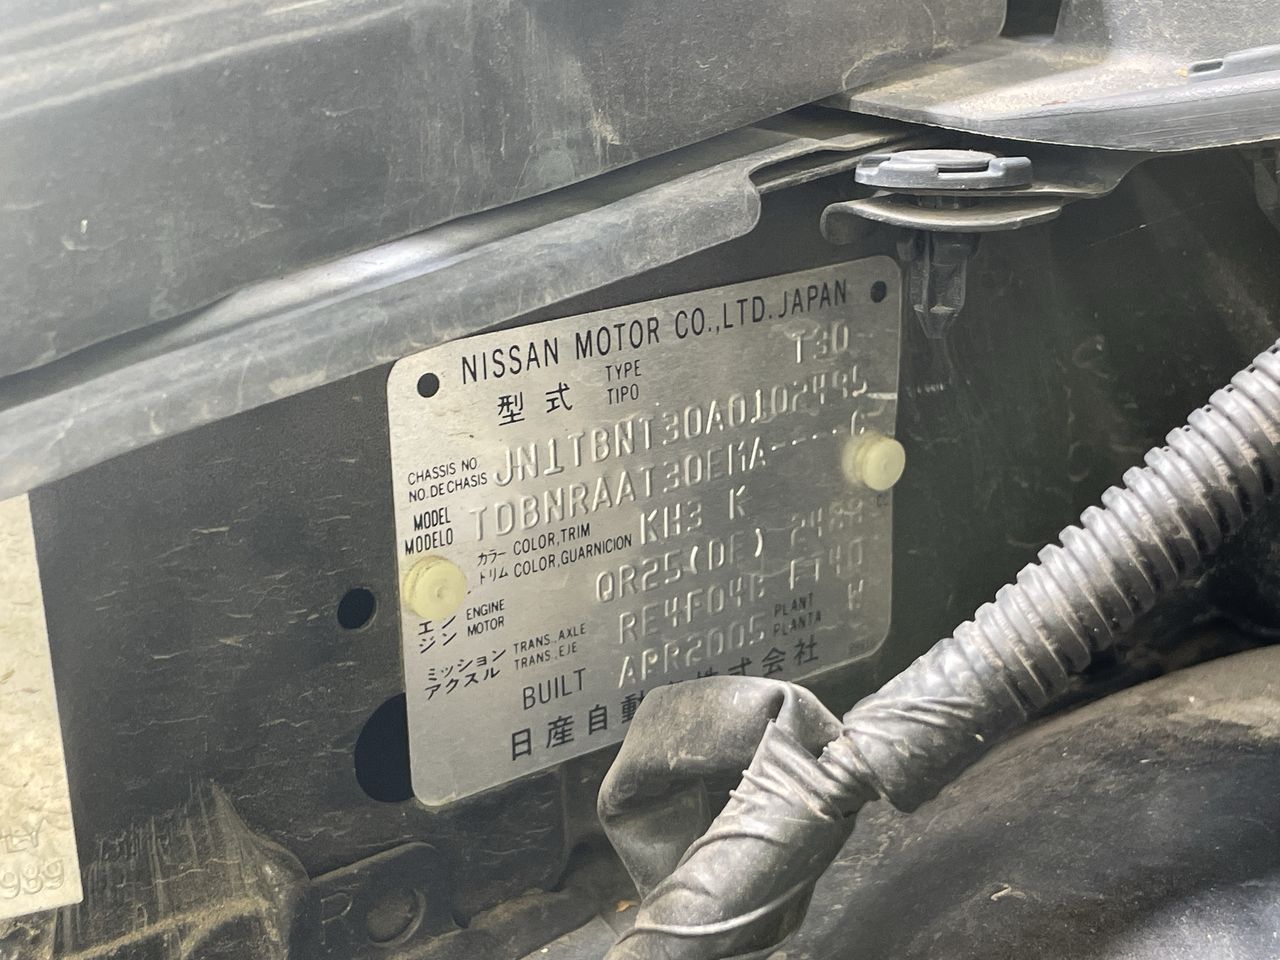 NISSAN MOTOR CO.,LTD. JAPAN
型式 TYPE TIPO T30
CHASSIS NO. NO. DE CHASIS JN1TBNT30A0102495
MODEL MODELO TDBNRAAT30EMA----C
カラー COLOR,TRIM
トリム COLOR,GUARNICION KH3 K
エンジン ENGINE MOTOR QR25(DE) 2488
ミッション アクスル TRANS.,AXLE TRANS.,EJE RE4F04B FT40
BUILT APR2005 PLANT PLANTA W
日産自動 株式会社
R
989